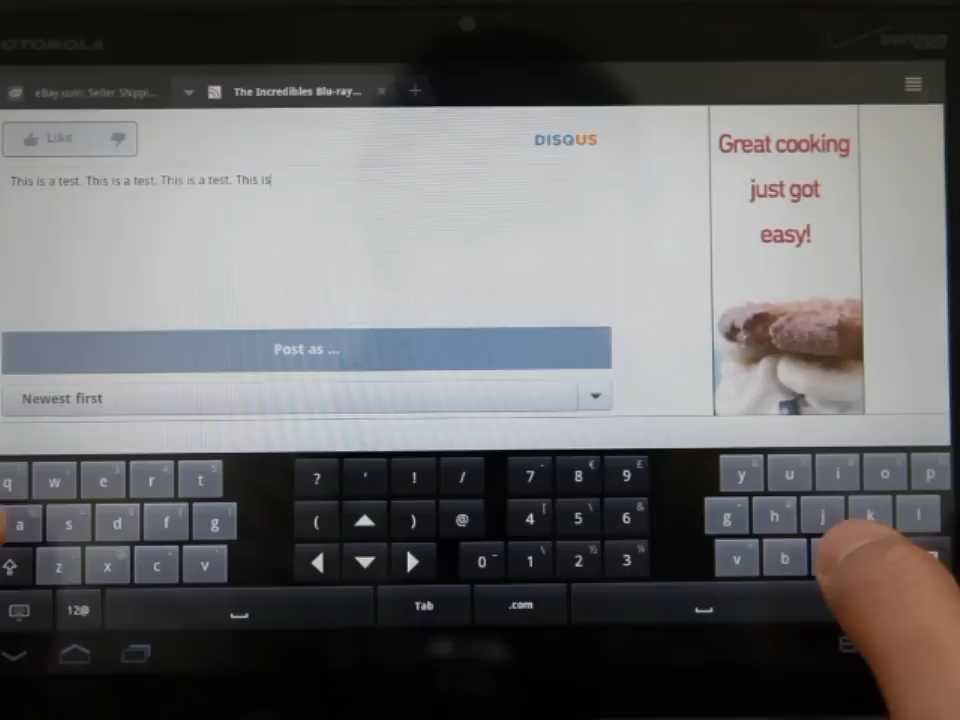 MOTOROLA
verizon
eBay.com: Seller Shippi...
The Incredibles Blu-ray...
+
Like
DISQUS
This is a test. This is a test. This is a test. This is
Great cooking
just got
easy!
Post as ...
Newest first
q w e r t ? ' ! / 7 8 9 y u i o p
a s d f g ( ) @ 4 5 6 g h j k l
z x c v 0 1 2 3 v b
12@ Tab .com